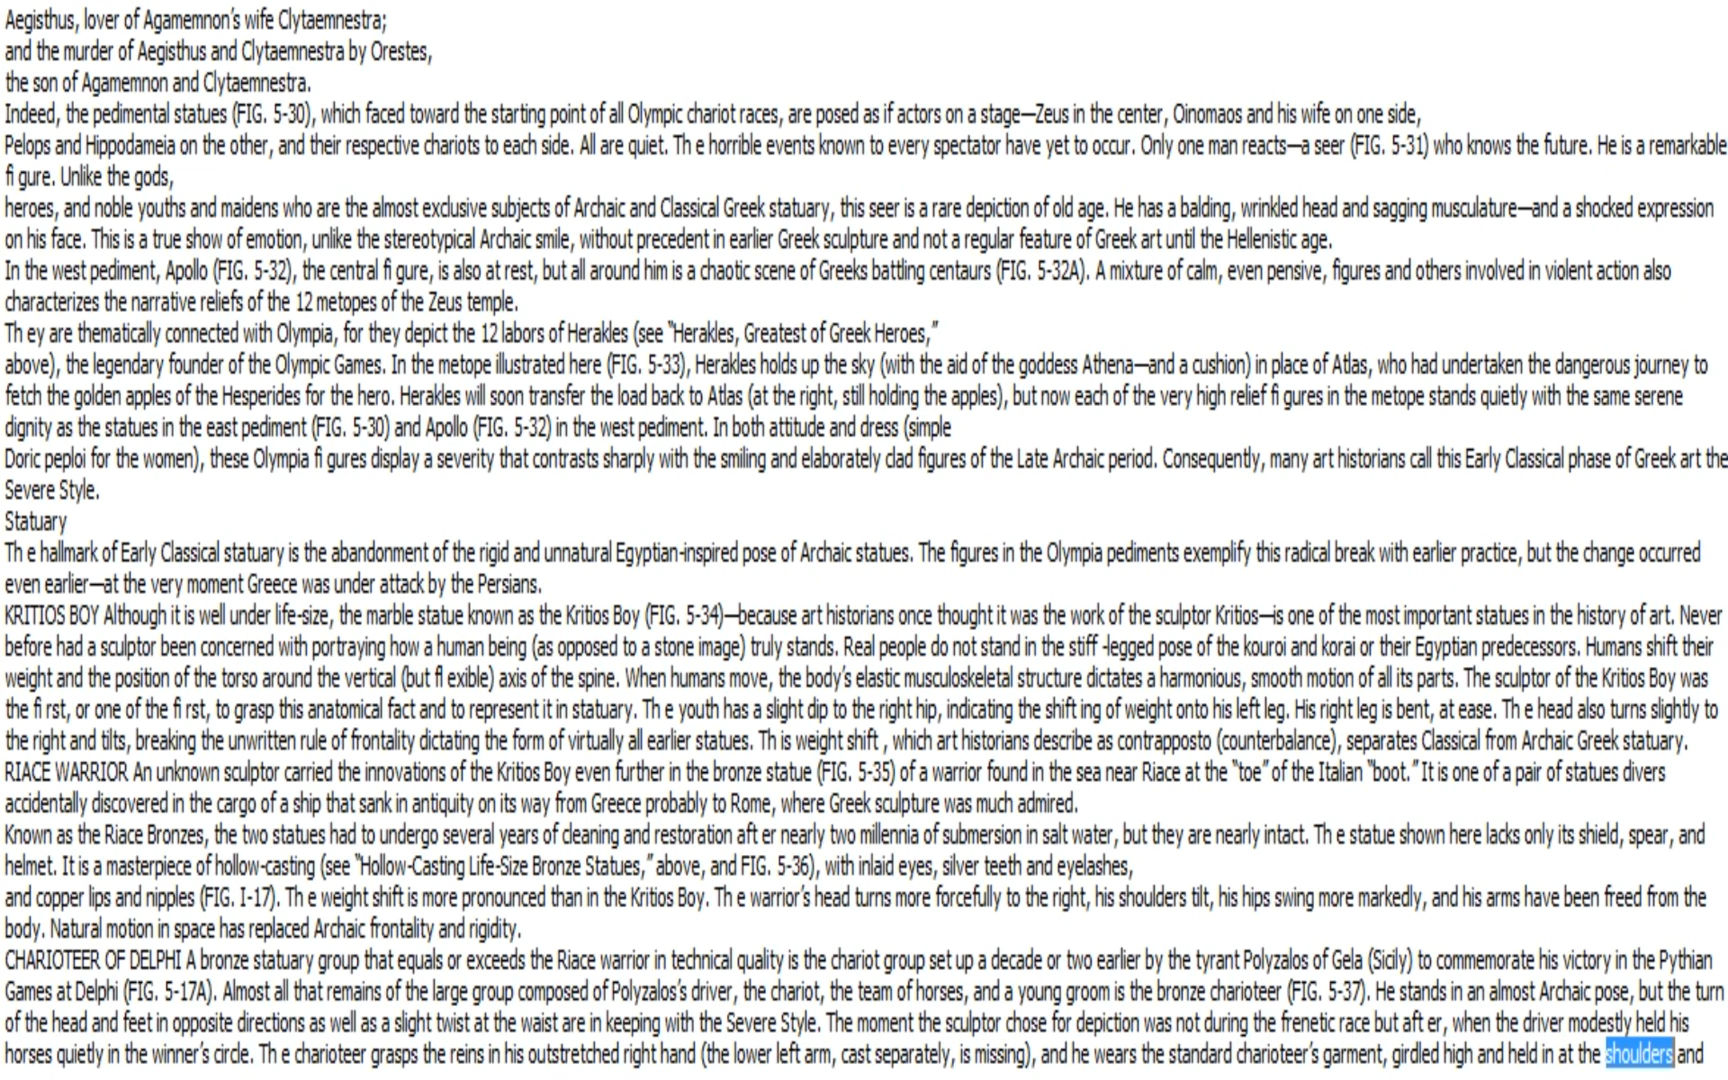 Aegisthus, lover of Agamemnon’s wife Clytaemnestra;
and the murder of Aegisthus and Clytaemnestra by Orestes,
the son of Agamemnon and Clytaemnestra.
Indeed, the pedimental statues (FIG. 5-30), which faced toward the starting point of all Olympic chariot races, are posed as if actors on a stage—Zeus in the center, Oinomaos and his wife on one side,
Pelops and Hippodameia on the other, and their respective chariots to each side. All are quiet. Th e horrible events known to every spectator have yet to occur. Only one man reacts—a seer (FIG. 5-31) who knows the future. He is a remarkable
fi gure. Unlike the gods,
heroes, and noble youths and maidens who are the almost exclusive subjects of Archaic and Classical Greek statuary, this seer is a rare depiction of old age. He has a balding, wrinkled head and sagging musculature—and a shocked expression
on his face. This is a true show of emotion, unlike the stereotypical Archaic smile, without precedent in earlier Greek sculpture and not a regular feature of Greek art until the Hellenistic age.
In the west pediment, Apollo (FIG. 5-32), the central fi gure, is also at rest, but all around him is a chaotic scene of Greeks battling centaurs (FIG. 5-32A). A mixture of calm, even pensive, figures and others involved in violent action also
characterizes the narrative reliefs of the 12 metopes of the Zeus temple.
Th ey are thematically connected with Olympia, for they depict the 12 labors of Herakles (see “Herakles, Greatest of Greek Heroes,”
above), the legendary founder of the Olympic Games. In the metope illustrated here (FIG. 5-33), Herakles holds up the sky (with the aid of the goddess Athena—and a cushion) in place of Atlas, who had undertaken the dangerous journey to
fetch the golden apples of the Hesperides for the hero. Herakles will soon transfer the load back to Atlas (at the right, still holding the apples), but now each of the very high relief fi gures in the metope stands quietly with the same serene
dignity as the statues in the east pediment (FIG. 5-30) and Apollo (FIG. 5-32) in the west pediment. In both attitude and dress (simple
Doric peploi for the women), these Olympia fi gures display a severity that contrasts sharply with the smiling and elaborately clad figures of the Late Archaic period. Consequently, many art historians call this Early Classical phase of Greek art the
Severe Style.
Statuary
Th e hallmark of Early Classical statuary is the abandonment of the rigid and unnatural Egyptian-inspired pose of Archaic statues. The figures in the Olympia pediments exemplify this radical break with earlier practice, but the change occurred
even earlier—at the very moment Greece was under attack by the Persians.
KRITIOS BOY Although it is well under life-size, the marble statue known as the Kritios Boy (FIG. 5-34)—because art historians once thought it was the work of the sculptor Kritios—is one of the most important statues in the history of art. Never
before had a sculptor been concerned with portraying how a human being (as opposed to a stone image) truly stands. Real people do not stand in the stiff -legged pose of the kouroi and korai or their Egyptian predecessors. Humans shift their
weight and the position of the torso around the vertical (but fl exible) axis of the spine. When humans move, the body’s elastic musculoskeletal structure dictates a harmonious, smooth motion of all its parts. The sculptor of the Kritios Boy was
the fi rst, or one of the fi rst, to grasp this anatomical fact and to represent it in statuary. Th e youth has a slight dip to the right hip, indicating the shift ing of weight onto his left leg. His right leg is bent, at ease. Th e head also turns slightly to
the right and tilts, breaking the unwritten rule of frontality dictating the form of virtually all earlier statues. Th is weight shift , which art historians describe as contrapposto (counterbalance), separates Classical from Archaic Greek statuary.
RIACE WARRIOR An unknown sculptor carried the innovations of the Kritios Boy even further in the bronze statue (FIG. 5-35) of a warrior found in the sea near Riace at the “toe” of the Italian “boot.” It is one of a pair of statues divers
accidentally discovered in the cargo of a ship that sank in antiquity on its way from Greece probably to Rome, where Greek sculpture was much admired.
Known as the Riace Bronzes, the two statues had to undergo several years of cleaning and restoration aft er nearly two millennia of submersion in salt water, but they are nearly intact. Th e statue shown here lacks only its shield, spear, and
helmet. It is a masterpiece of hollow-casting (see “Hollow-Casting Life-Size Bronze Statues,” above, and FIG. 5-36), with inlaid eyes, silver teeth and eyelashes,
and copper lips and nipples (FIG. I-17). Th e weight shift is more pronounced than in the Kritios Boy. Th e warrior’s head turns more forcefully to the right, his shoulders tilt, his hips swing more markedly, and his arms have been freed from the
body. Natural motion in space has replaced Archaic frontality and rigidity.
CHARIOTEER OF DELPHI A bronze statuary group that equals or exceeds the Riace warrior in technical quality is the chariot group set up a decade or two earlier by the tyrant Polyzalos of Gela (Sicily) to commemorate his victory in the Pythian
Games at Delphi (FIG. 5-17A). Almost all that remains of the large group composed of Polyzalos’s driver, the chariot, the team of horses, and a young groom is the bronze charioteer (FIG. 5-37). He stands in an almost Archaic pose, but the turn
of the head and feet in opposite directions as well as a slight twist at the waist are in keeping with the Severe Style. The moment the sculptor chose for depiction was not during the frenetic race but aft er, when the driver modestly held his
horses quietly in the winner’s circle. Th e charioteer grasps the reins in his outstretched right hand (the lower left arm, cast separately, is missing), and he wears the standard charioteer’s garment, girdled high and held in at the shoulders and